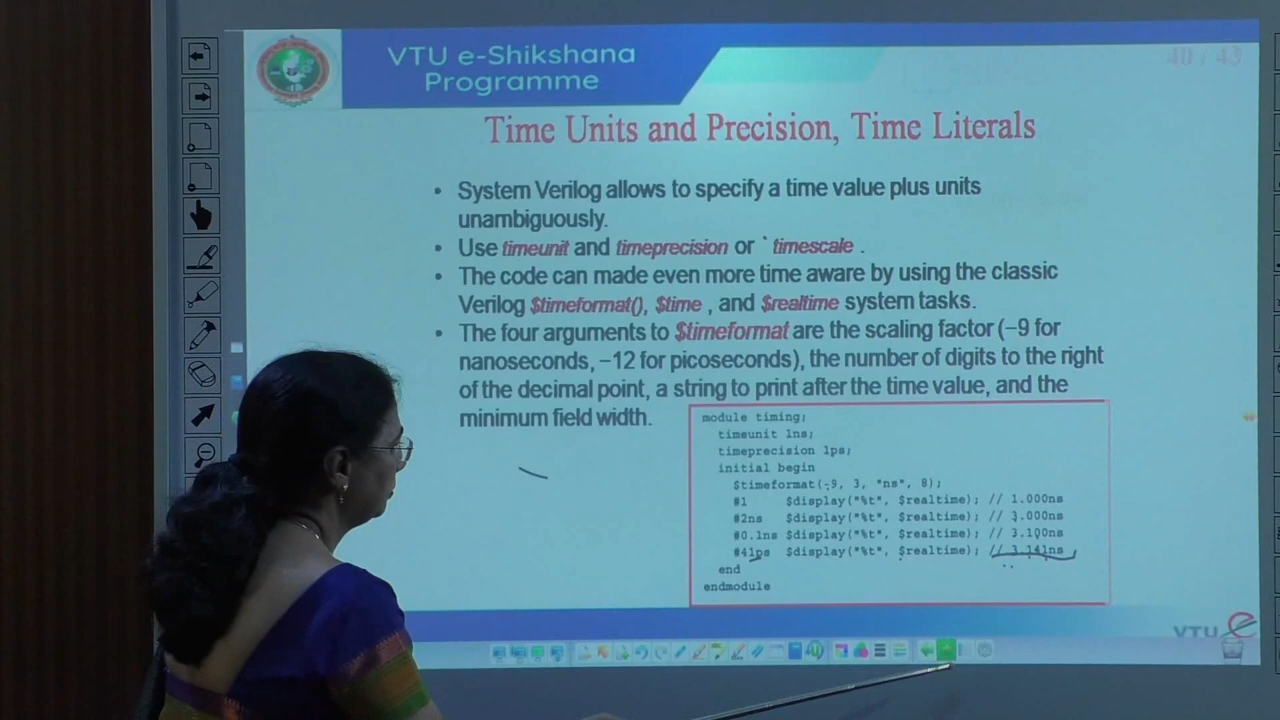 VTU e-Shikshana
Programme
40 / 43
Time Units and Precision, Time Literals
• System Verilog allows to specify a time value plus units
unambiguously.
• Use timeunit and timeprecision or `timescale .
• The code can made even more time aware by using the classic
Verilog $timeformat(), $time , and $realtime system tasks.
• The four arguments to $timeformat are the scaling factor (−9 for
nanoseconds, −12 for picoseconds), the number of digits to the right
of the decimal point, a string to print after the time value, and the
minimum field width.
module timing;
timeunit 1ns;
timeprecision 1ps;
initial begin
$timeformat(-9, 3, "ns", 8);
#1 $display("%t", $realtime); // 1.000ns
#2ns $display("%t", $realtime); // 3.000ns
#0.1ns $display("%t", $realtime); // 3.100ns
#41ps $display("%t", $realtime); // 3.141ns
end
endmodule
VTU e